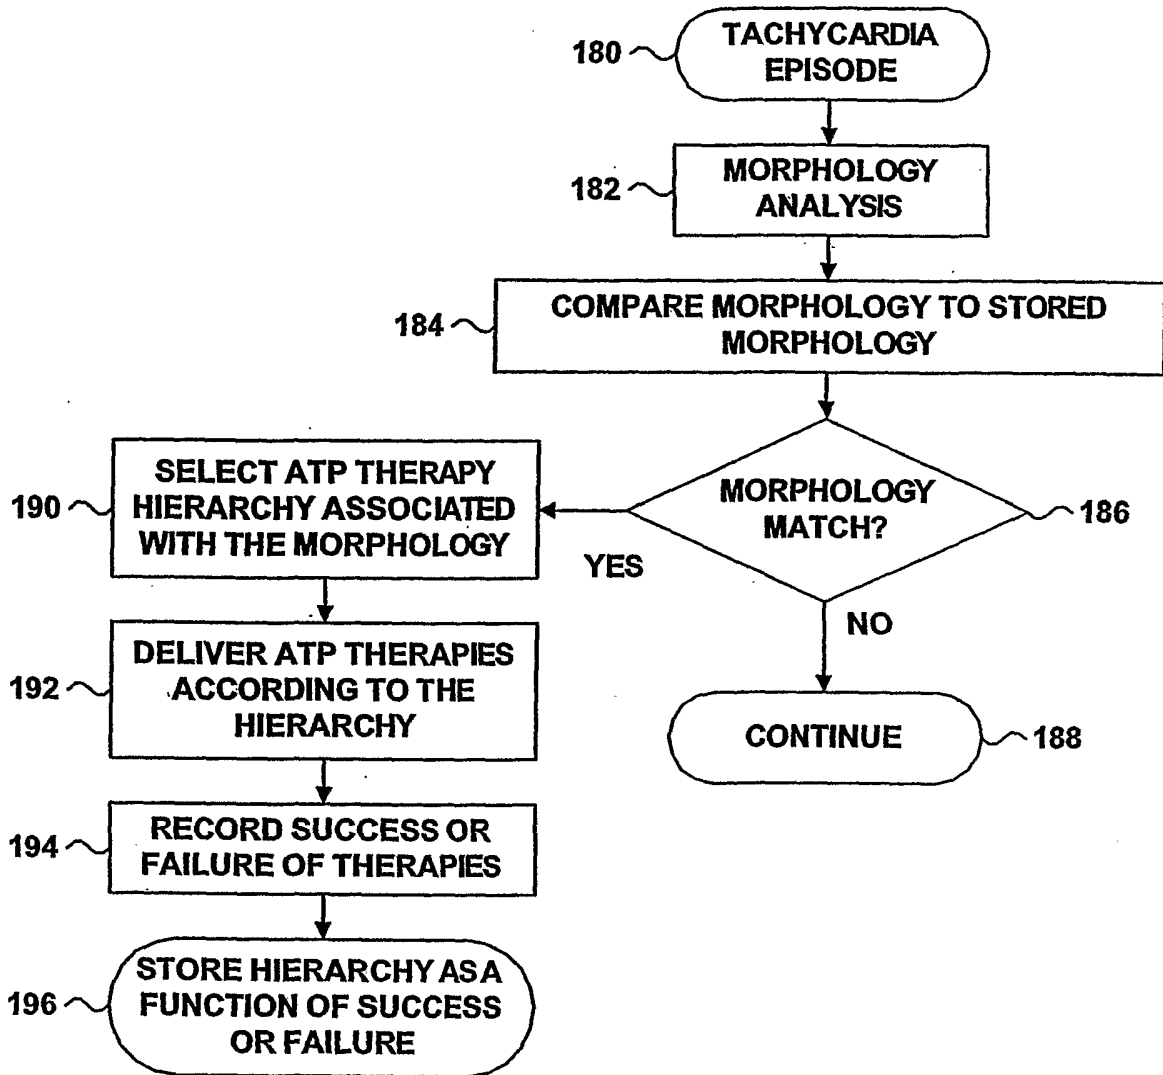 180
TACHYCARDIA
EPISODE
182
MORPHOLOGY
ANALYSIS
184
COMPARE MORPHOLOGY TO STORED
MORPHOLOGY
MORPHOLOGY
MATCH?
186
YES
NO
CONTINUE
188
190
SELECT ATP THERAPY
HIERARCHY ASSOCIATED
WITH THE MORPHOLOGY
192
DELIVER ATP THERAPIES
ACCORDING TO THE
HIERARCHY
194
RECORD SUCCESS OR
FAILURE OF THERAPIES
196
STORE HIERARCHY AS A
FUNCTION OF SUCCESS
OR FAILURE